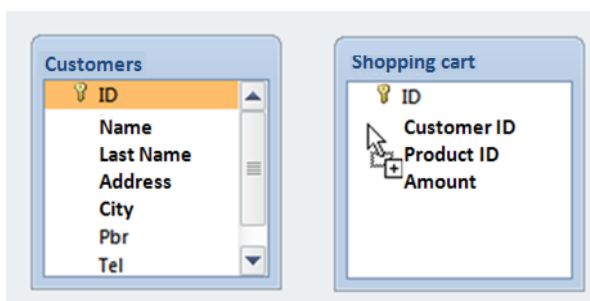 Customers
ID
Name
Last Name
Address
City
Pbr
Tel
Shopping cart
ID
Customer ID
Product ID
Amount